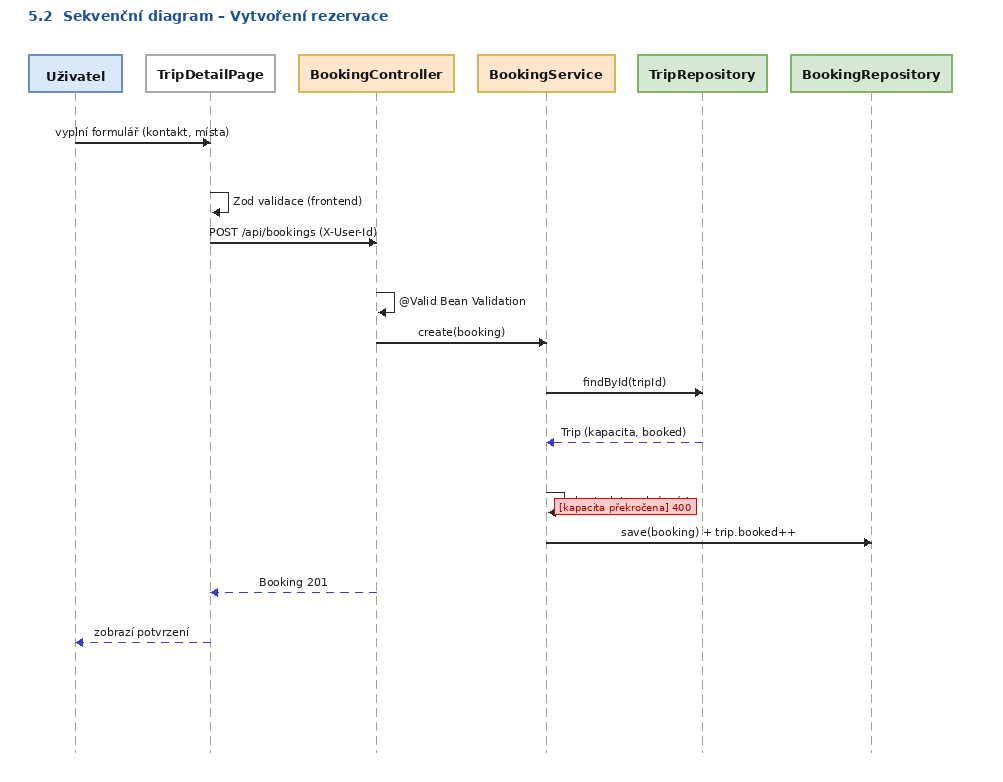 5.2 Sekvenční diagram – Vytvoření rezervace
Uživatel
TripDetailPage
BookingController
BookingService
TripRepository
BookingRepository
vyplní formulář (kontakt, místa)
Zod validace (frontend)
POST /api/bookings (X-User-Id)
@Valid Bean Validation
create(booking)
findById(tripId)
Trip (kapacita, booked)
[kapacita překročena] 400
save(booking) + trip.booked++
Booking 201
zobrazí potvrzení